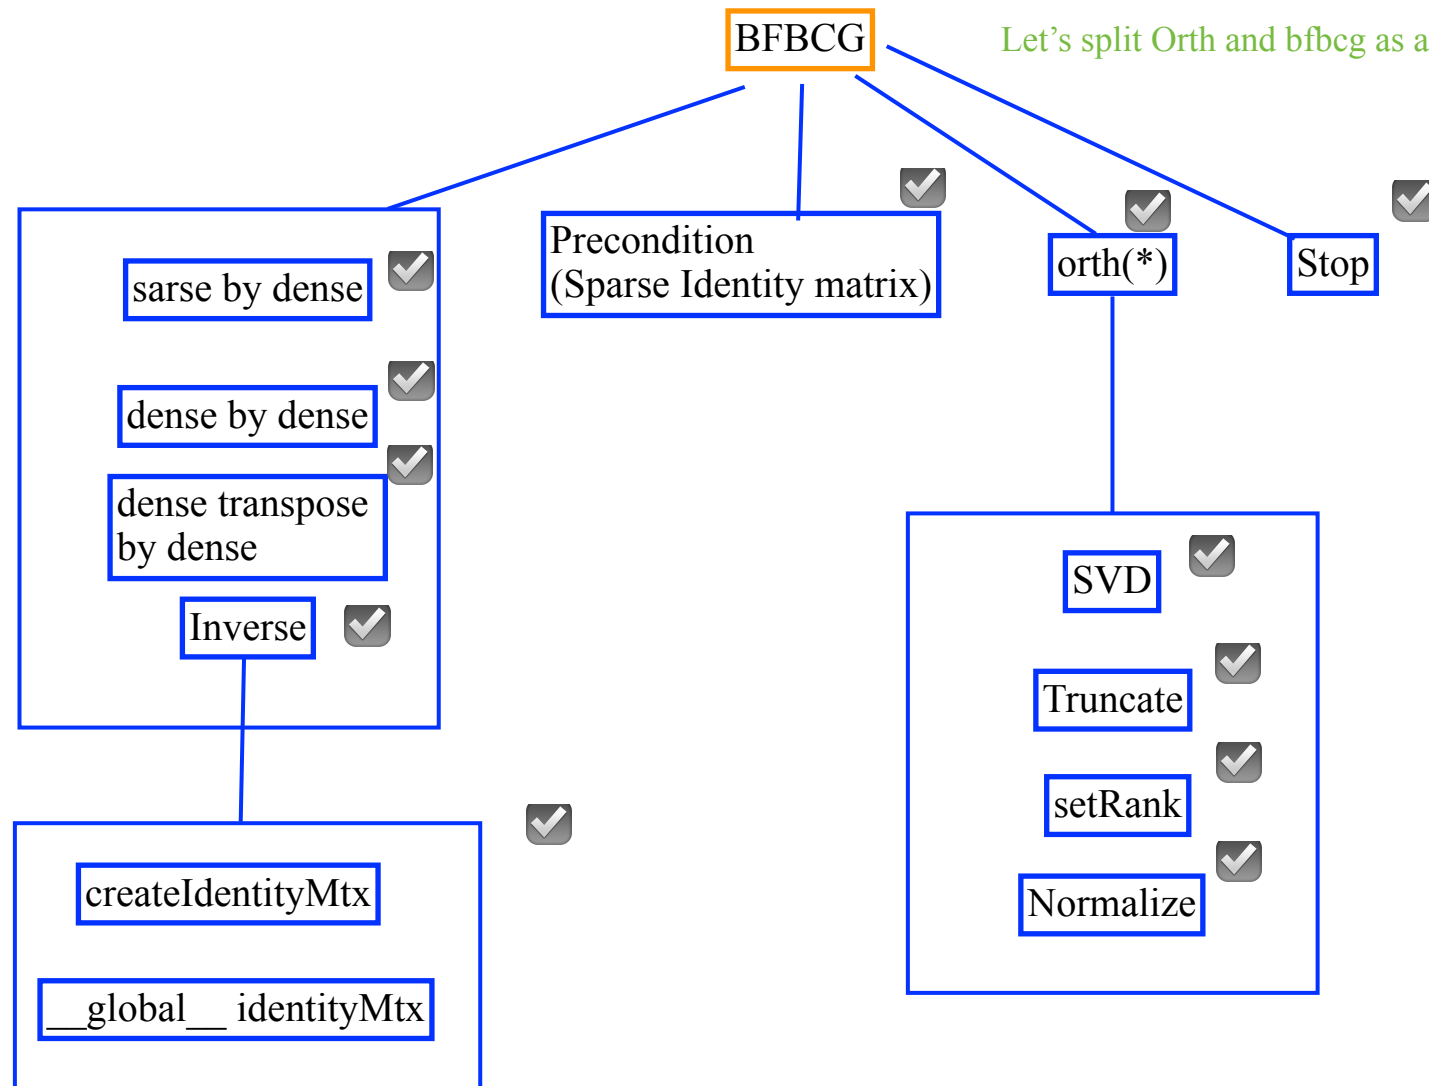 BFBCG
Let’s split Orth and bfbcg as a
sarse by dense
dense by dense
dense transpose
by dense
Inverse
createIdentityMtx
__global__ identityMtx
Precondition
(Sparse Identity matrix)
orth(*)
Stop
SVD
Truncate
setRank
Normalize